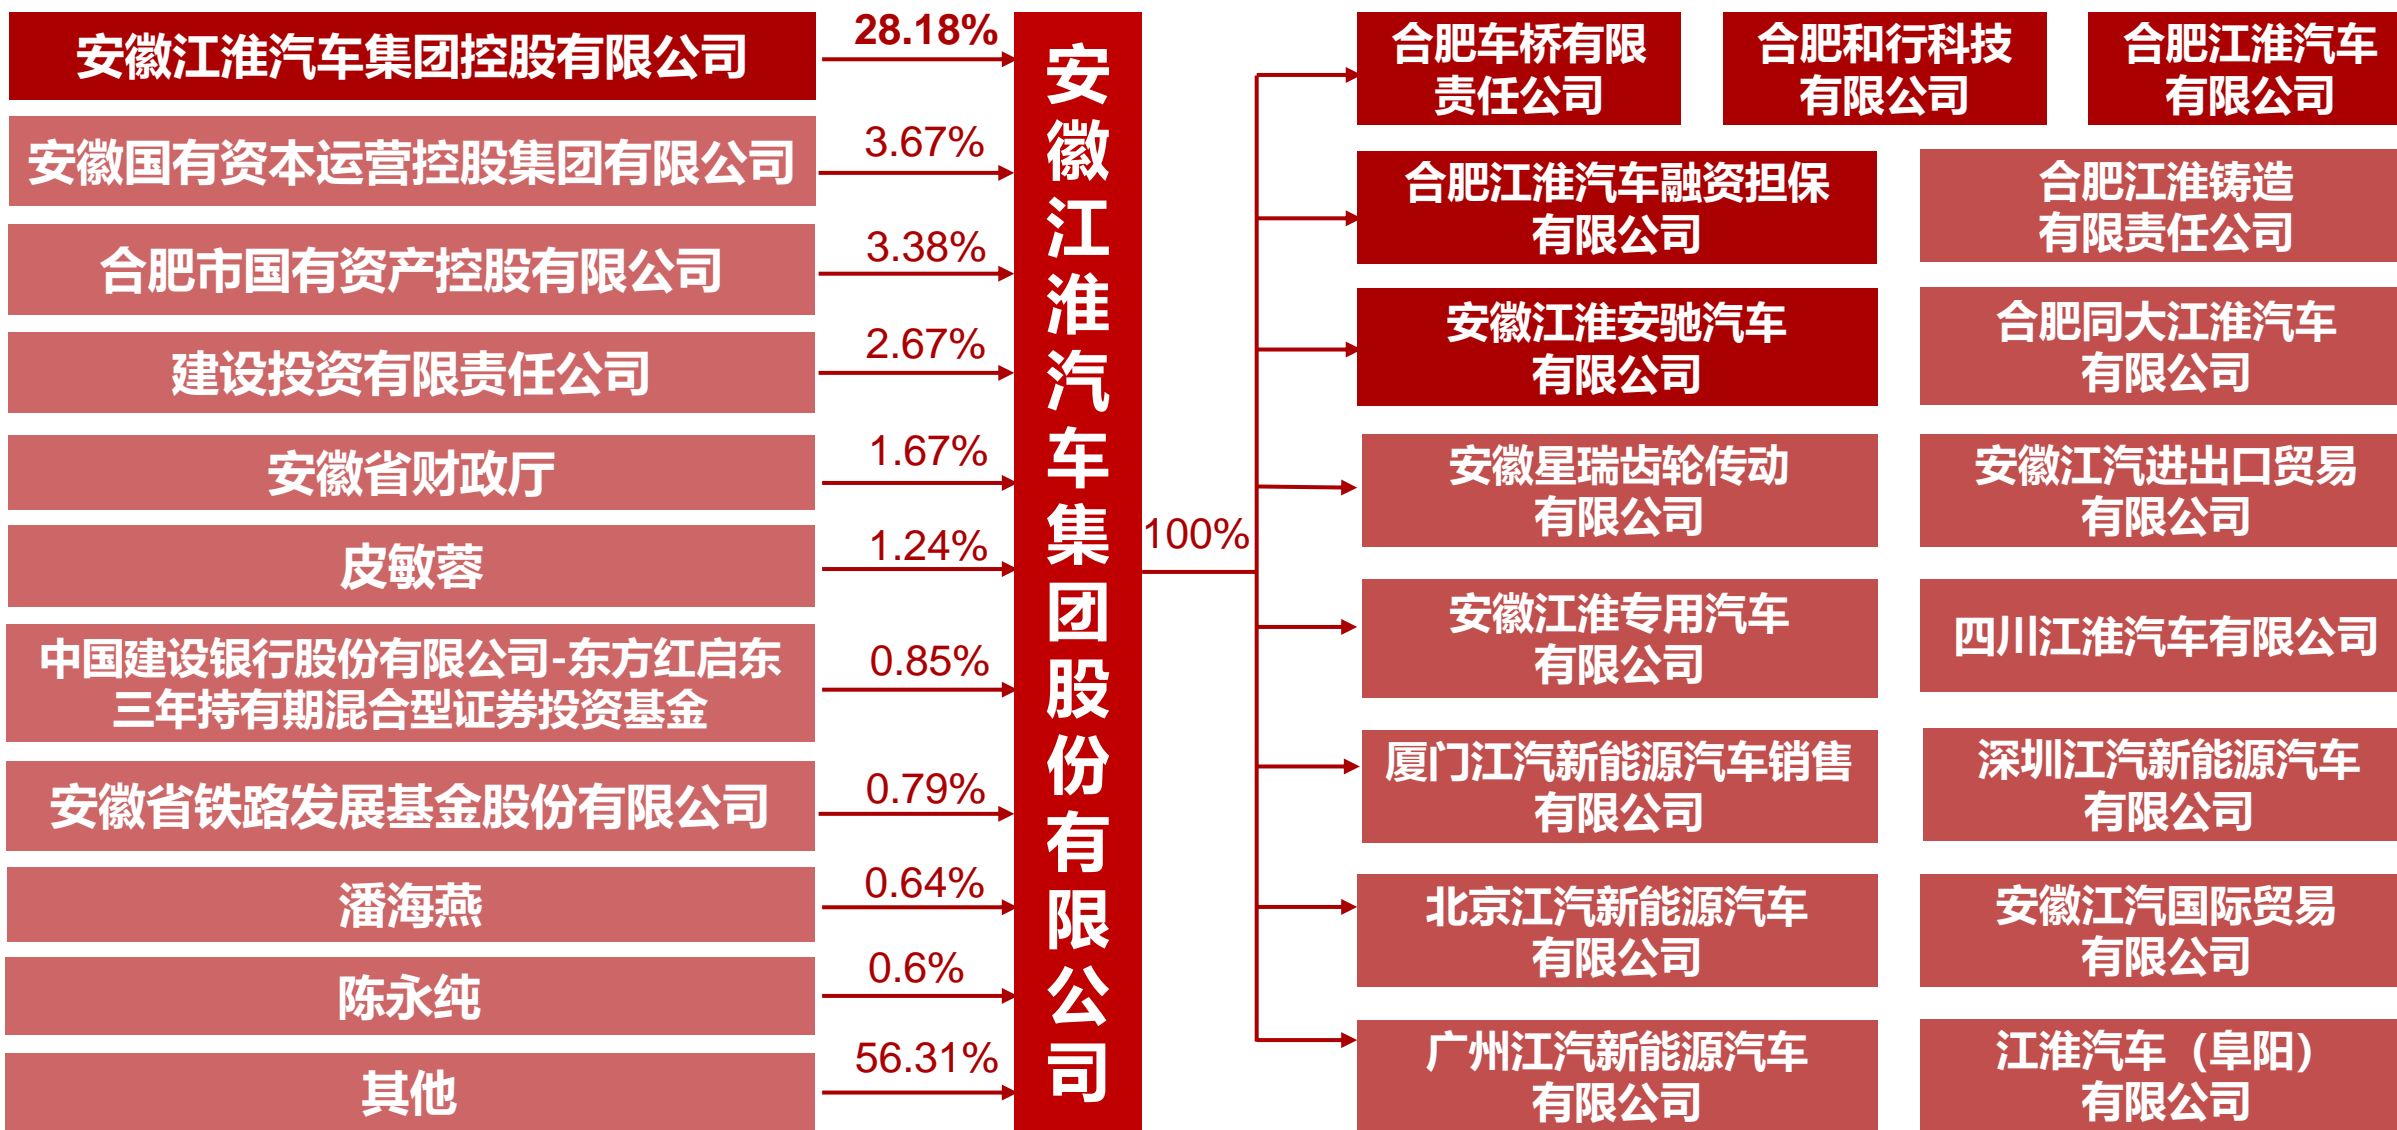 安徽江淮汽车集团控股有限公司
28.18%
安徽国有资本运营控股集团有限公司
3.67%
合肥市国有资产控股有限公司
3.38%
建设投资有限责任公司
2.67%
安徽省财政厅
1.67%
皮敏蓉
1.24%
中国建设银行股份有限公司-东方红启东
三年持有期混合型证券投资基金
0.85%
安徽省铁路发展基金股份有限公司
0.79%
潘海燕
0.64%
陈永纯
0.6%
其他
56.31%
安徽江淮汽车集团股份有限公司
100%
合肥车桥有限
责任公司
合肥和行科技
有限公司
合肥江淮汽车
有限公司
合肥江淮汽车融资担保
有限公司
合肥江淮铸造
有限责任公司
安徽江淮安驰汽车
有限公司
合肥同大江淮汽车
有限公司
安徽星瑞齿轮传动
有限公司
安徽江汽进出口贸易
有限公司
安徽江淮专用汽车
有限公司
四川江淮汽车有限公司
厦门江汽新能源汽车销售
有限公司
深圳江汽新能源汽车
有限公司
北京江汽新能源汽车
有限公司
安徽江汽国际贸易
有限公司
广州江汽新能源汽车
有限公司
江淮汽车（阜阳）
有限公司